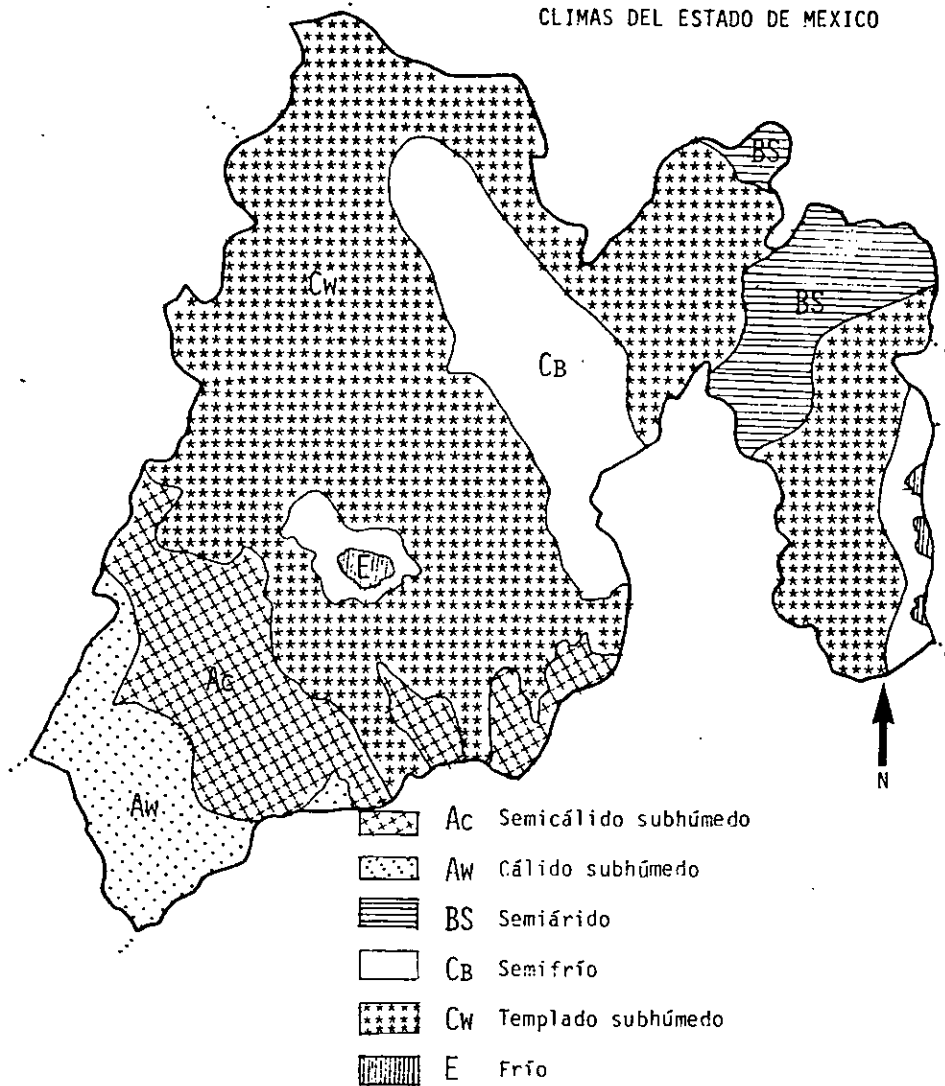 CLIMAS DEL ESTADO DE MEXICO
BS
BS
Cw
CB
E
Ac
Aw
N
Ac Semicálido subhúmedo
Aw Cálido subhúmedo
BS Semiárido
CB Semifrío
Cw Templado subhúmedo
E Frío